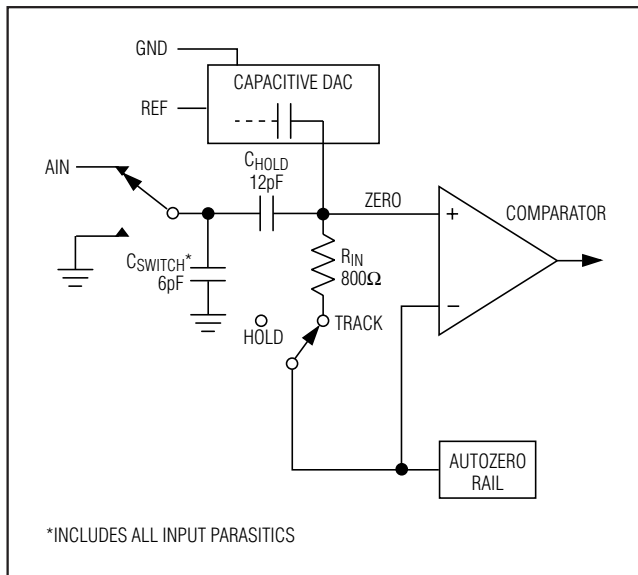 GND
CAPACITIVE DAC
REF
AIN
CHOLD
12pF
ZERO
COMPARATOR
+
CSWITCH*
6pF
RIN
800Ω
−
HOLD
TRACK
AUTOZERO
RAIL
*INCLUDES ALL INPUT PARASITICS